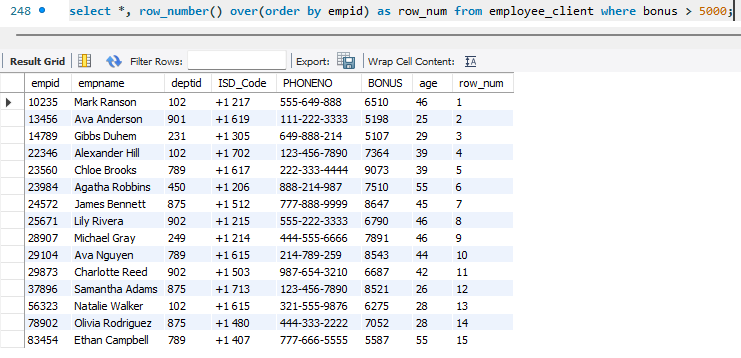 248 select *, row_number() over(order by empid) as row_num from employee_client where bonus > 5000;
Result Grid Filter Rows: Export: Wrap Cell Content: IA
empid empname deptid ISD_Code PHONENO BONUS age row_num
10235 Mark Ranson 102 +1 217 555-649-888 6510 46 1
13456 Ava Anderson 901 +1 619 111-222-3333 5198 25 2
14789 Gibbs Duhem 231 +1 305 649-888-214 5107 29 3
22346 Alexander Hill 102 +1 702 123-456-7890 7364 39 4
23560 Chloe Brooks 789 +1 617 222-333-4444 9073 39 5
23984 Agatha Robbins 450 +1 206 888-214-987 7510 55 6
24572 James Bennett 875 +1 512 777-888-9999 8647 45 7
25671 Lily Rivera 902 +1 215 555-222-3333 6790 46 8
28907 Michael Gray 249 +1 214 444-555-6666 7891 46 9
29104 Ava Nguyen 789 +1 615 214-789-259 8543 44 10
29873 Charlotte Reed 902 +1 503 987-654-3210 6687 42 11
37896 Samantha Adams 875 +1 713 123-456-7890 8521 26 12
56323 Natalie Walker 102 +1 615 321-555-9876 6275 28 13
78902 Olivia Rodriguez 875 +1 480 444-333-2222 7052 28 14
83454 Ethan Campbell 789 +1 407 777-666-5555 5587 55 15